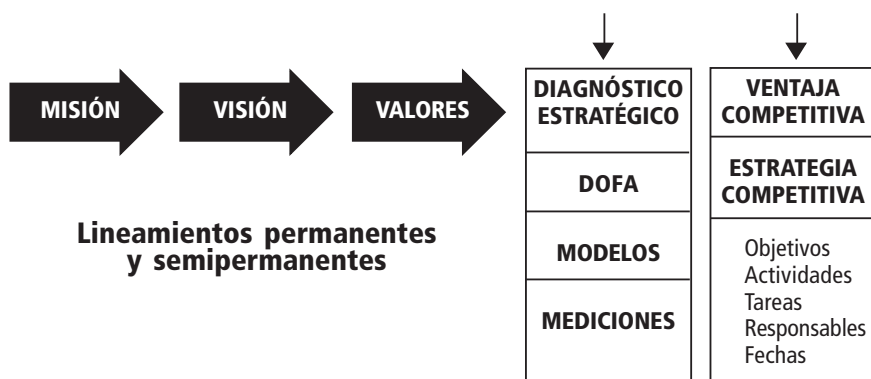 MISIÓN
VISIÓN
VALORES
Lineamientos permanentes
y semipermanentes
DIAGNÓSTICO
ESTRATÉGICO
DOFA
MODELOS
MEDICIONES
VENTAJA
COMPETITIVA
ESTRATEGIA
COMPETITIVA
Objetivos
Actividades
Tareas
Responsables
Fechas